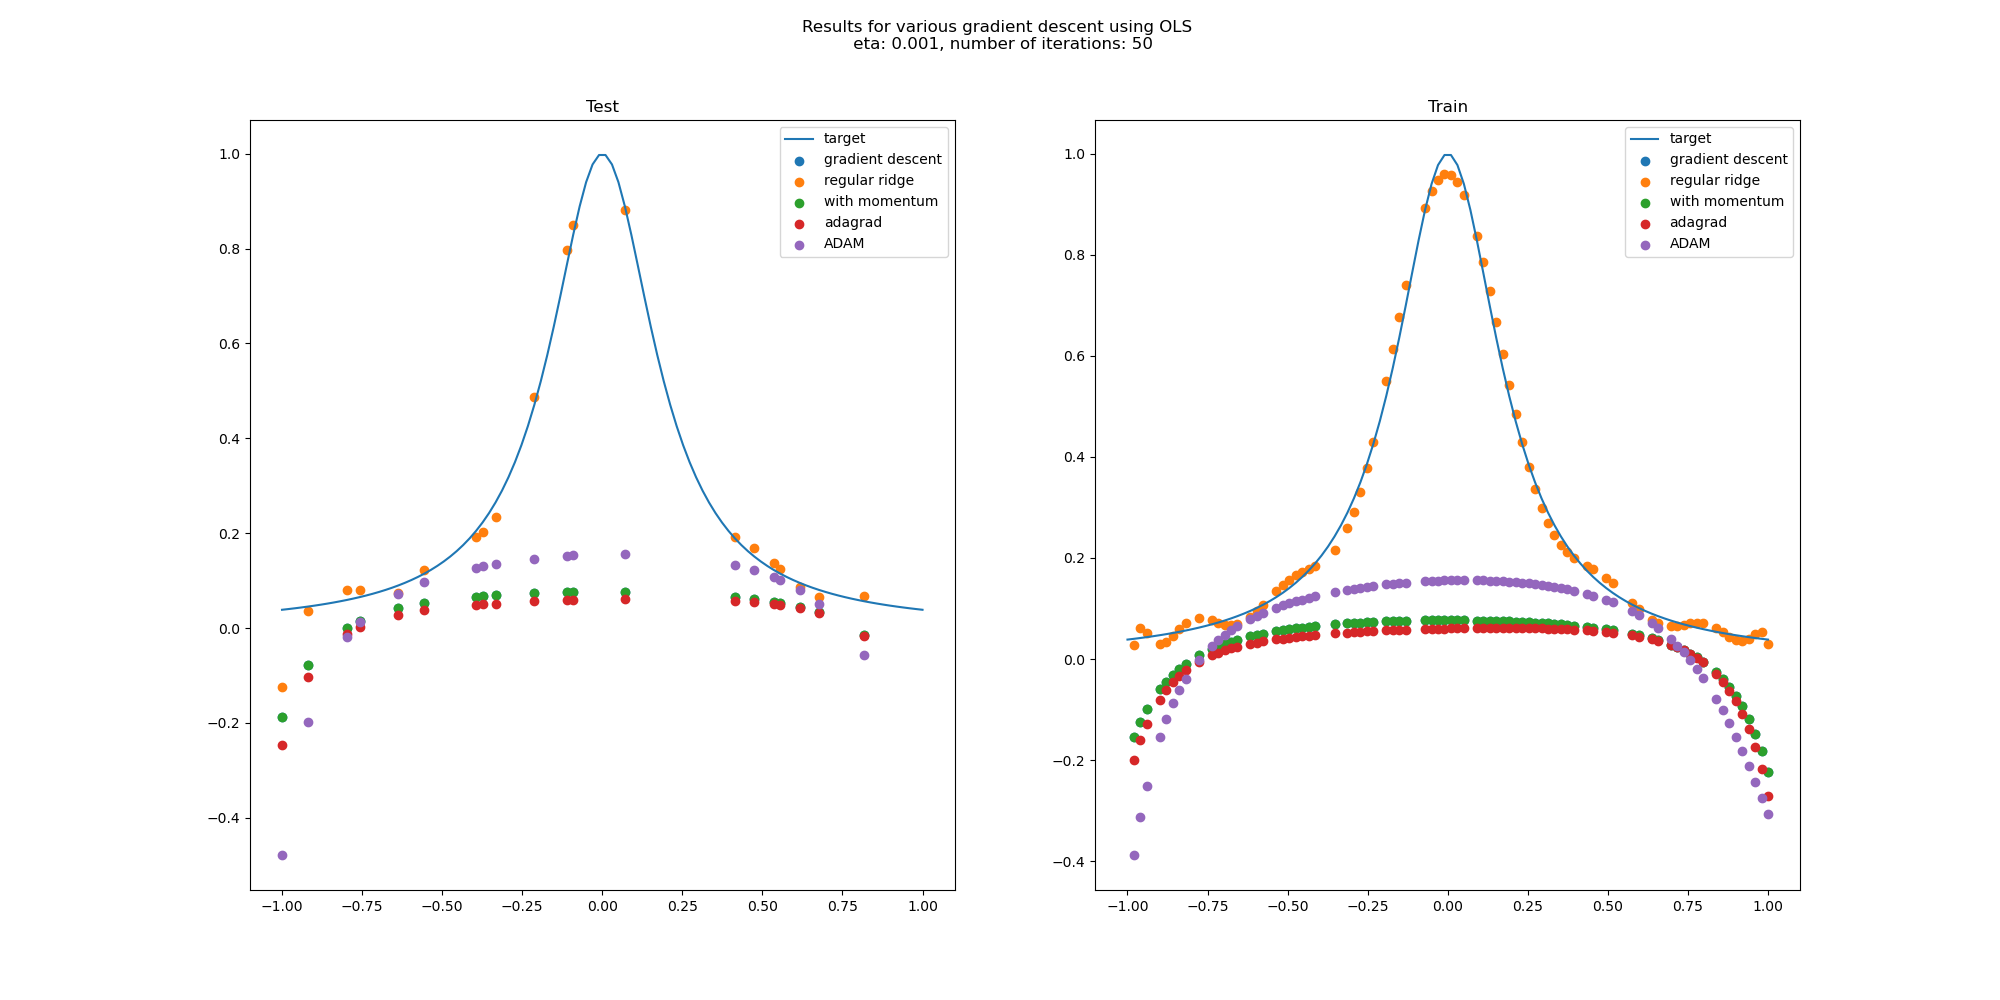 Results for various gradient descent using OLS
eta: 0.001, number of iterations: 50
Test
target
gradient descent
regular ridge
with momentum
adagrad
ADAM
1.0
0.8
0.6
0.4
0.2
0.0
−0.2
−0.4
−1.00 −0.75 −0.50 −0.25 0.00 0.25 0.50 0.75 1.00
Train
target
gradient descent
regular ridge
with momentum
adagrad
ADAM
1.0
0.8
0.6
0.4
0.2
0.0
−0.2
−0.4
−1.00 −0.75 −0.50 −0.25 0.00 0.25 0.50 0.75 1.00